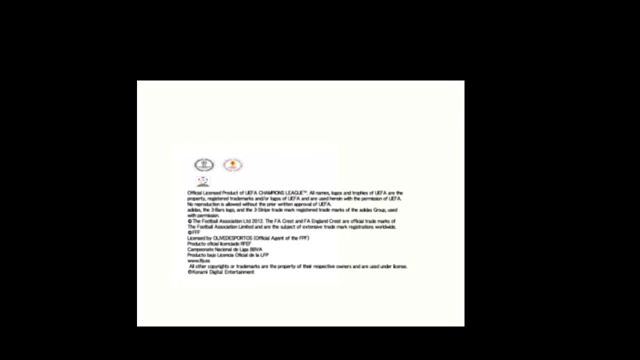 Official Licensed Product of UEFA CHAMPIONS LEAGUE™. All names, logos and trophies of UEFA are the
property, registered trademarks and/or logos of UEFA and are used herein with the permission of UEFA.
No reproduction is allowed without the prior written approval of UEFA.
adidas, the 3-Bars logo, and the 3-Stripe trade mark registered trade marks of the adidas Group, used
with permission.
©The Football Association Ltd 2012. The FA Crest and FA England Crest are official trade marks of
The Football Association Limited and are the subject of extensive trade mark registrations worldwide.
©FFF
Licensed by OLIVEDESPORTOS (Official Agent of the FPF)
Producto oficial licenciado RFEF
Campeonato Nacional de Liga BBVA
Producto bajo Licencia Oficial de la LFP
www.lfp.es
All other copyrights or trademarks are the property of their respective owners and are used under license.
©Konami Digital Entertainment